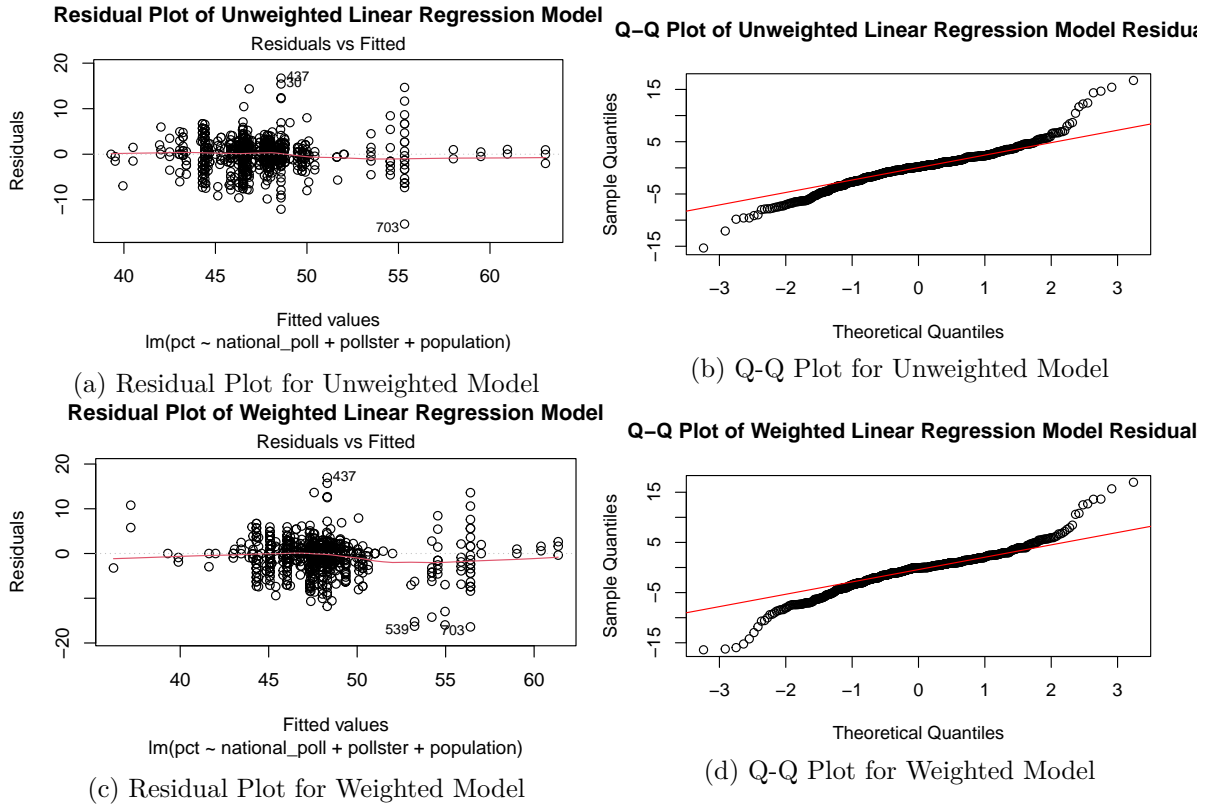 Residual Plot of Unweighted Linear Regression Model
Residuals vs Fitted
20
10
0
−10
Residuals
437
30
703
40 45 50 55 60
Fitted values
lm(pct ~ national_poll + pollster + population)
(a) Residual Plot for Unweighted Model
Q−Q Plot of Unweighted Linear Regression Model Residua
15
5
−5
−15
Sample Quantiles
−3 −2 −1 0 1 2 3
Theoretical Quantiles
(b) Q-Q Plot for Unweighted Model
Residual Plot of Weighted Linear Regression Model
Residuals vs Fitted
20
10
0
−20
Residuals
437
539
703
40 45 50 55 60
Fitted values
lm(pct ~ national_poll + pollster + population)
(c) Residual Plot for Weighted Model
Q−Q Plot of Weighted Linear Regression Model Residual
15
5
−5
−15
Sample Quantiles
−3 −2 −1 0 1 2 3
Theoretical Quantiles
(d) Q-Q Plot for Weighted Model